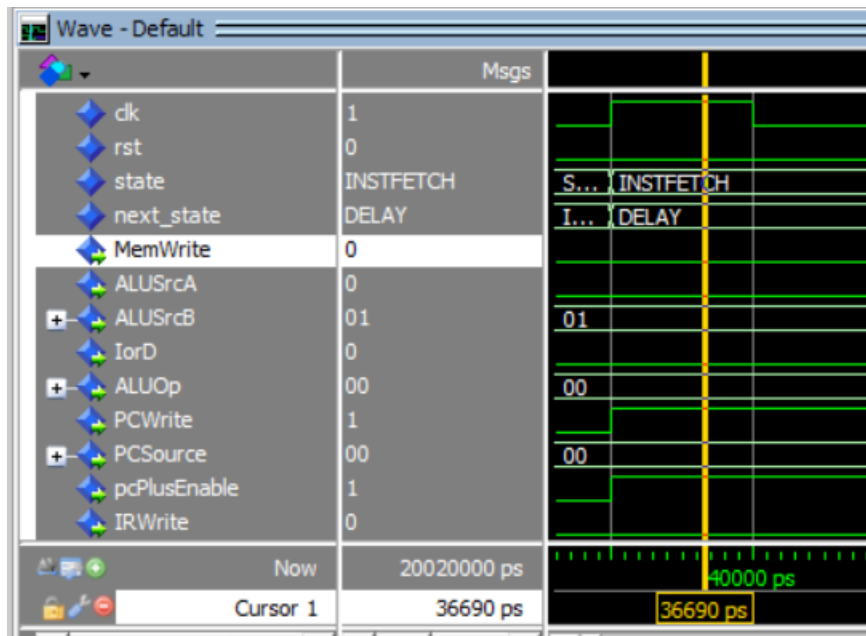 Wave - Default
Msgs
clk 1
rst 0
state INSTFETCH S... INSTFETCH
next_state DELAY I... DELAY
MemWrite 0
ALUSrcA 0
ALUSrcB 01 01
IorD 0
ALUOp 00 00
PCWrite 1
PCSource 00 00
pcPlusEnable 1
IRWrite 0
Now 20020000 ps 40000 ps
Cursor 1 36690 ps 36690 ps